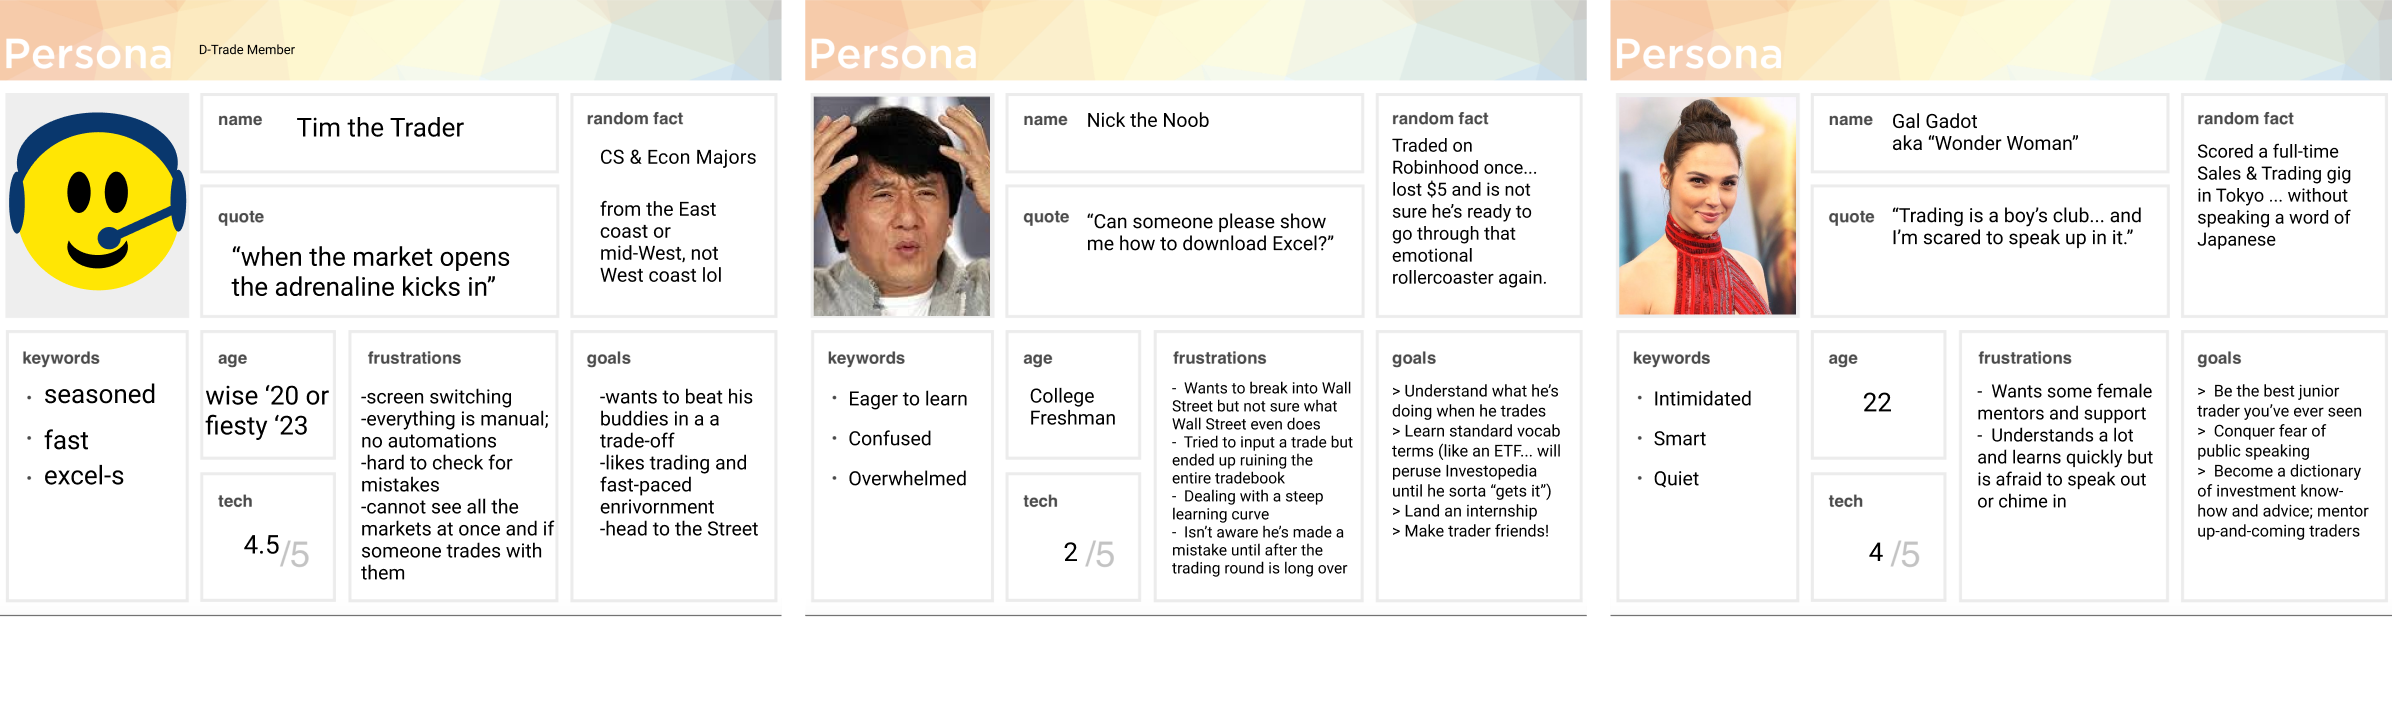 Persona
D-Trade Member
name
Tim the Trader
quote
“when the market opens
the adrenaline kicks in”
random fact
CS & Econ Majors
from the East
coast or
mid-West, not
West coast lol
keywords
· seasoned
· fast
· excel-s
age
wise ‘20 or
fiesty ‘23
tech
4.5/5
frustrations
-screen switching
-everything is manual;
no automations
-hard to check for
mistakes
-cannot see all the
markets at once and if
someone trades with
them
goals
-wants to beat his
buddies in a a
trade-off
-likes trading and
fast-paced
enrivornment
-head to the Street
Persona
name
Nick the Noob
quote
“Can someone please show
me how to download Excel?”
random fact
Traded on
Robinhood once...
lost $5 and is not
sure he’s ready to
go through that
emotional
rollercoaster again.
keywords
· Eager to learn
· Confused
· Overwhelmed
age
College
Freshman
tech
2 /5
frustrations
- Wants to break into Wall
Street but not sure what
Wall Street even does
- Tried to input a trade but
ended up ruining the
entire tradebook
- Dealing with a steep
learning curve
- Isn’t aware he’s made a
mistake until after the
trading round is long over
goals
> Understand what he’s
doing when he trades
> Learn standard vocab
terms (like an ETF... will
peruse Investopedia
until he sorta “gets it”)
> Land an internship
> Make trader friends!
Persona
name
Gal Gadot
aka “Wonder Woman”
quote
“Trading is a boy’s club... and
I’m scared to speak up in it.”
random fact
Scored a full-time
Sales & Trading gig
in Tokyo ... without
speaking a word of
Japanese
keywords
· Intimidated
· Smart
· Quiet
age
22
tech
4 /5
frustrations
- Wants some female
mentors and support
- Understands a lot
and learns quickly but
is afraid to speak out
or chime in
goals
> Be the best junior
trader you’ve ever seen
> Conquer fear of
public speaking
> Become a dictionary
of investment know-
how and advice; mentor
up-and-coming traders